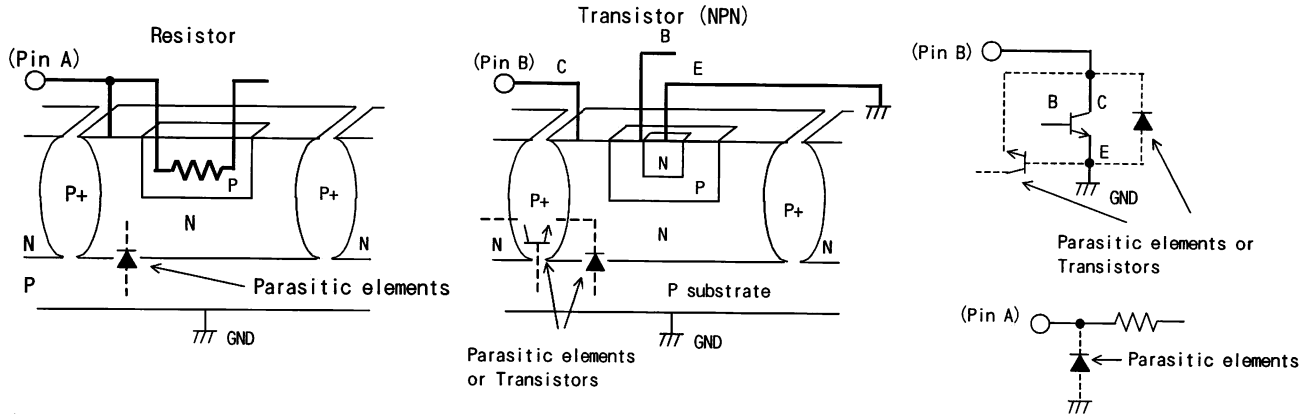 Resistor
(Pin A)
P+
N
P
N
P+
N
P
Parasitic elements
GND
Transistor (NPN)
B
(Pin B)
C
E
N
P
P+
N
P+
N
N
P substrate
GND
Parasitic elements
or Transistors
(Pin B)
B
C
E
GND
Parasitic elements or
Transistors
(Pin A)
Parasitic elements